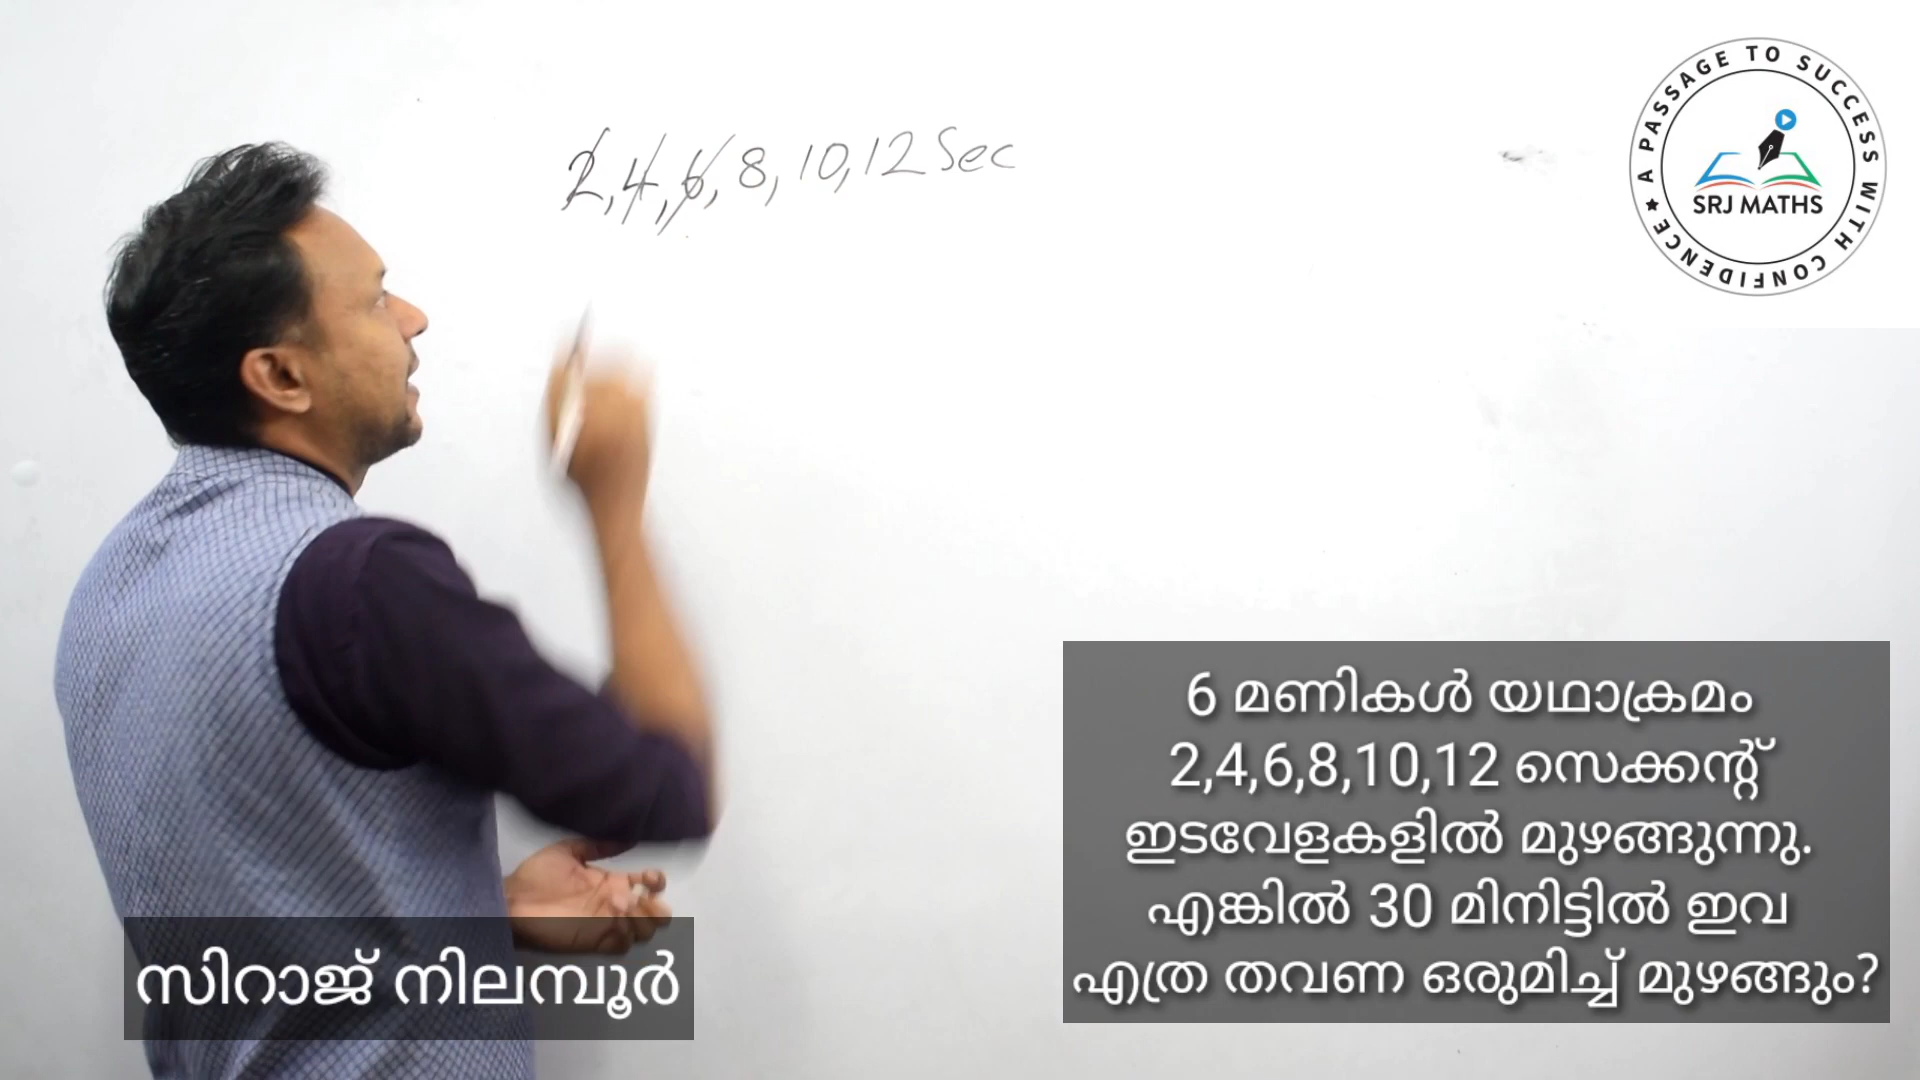 2, 4, 6, 8, 10, 12 Sec
A PASSAGE TO SUCCESS WITH CONFIDENCE ★
SRJ MATHS
6 മണികൾ യഥാക്രമം
2,4,6,8,10,12 സെക്കന്റ്
ഇടവേളകളിൽ മുഴങ്ങുന്നു.
എങ്കിൽ 30 മിനിട്ടിൽ ഇവ
എത്ര തവണ ഒരുമിച്ച് മുഴങ്ങും?
സിറാജ് നിലമ്പൂർ